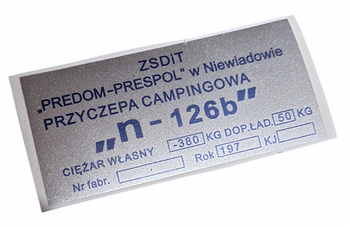 ZSDIT
„PREDOM-PRESPOL" w Niewiadowie
PRZYCZEPA CAMPINGOWA
„n - 126b"
CIĘŻAR WŁASNY -380 KG DOP.ŁAD. 50 KG
Nr fabr. Rok 197 KJ